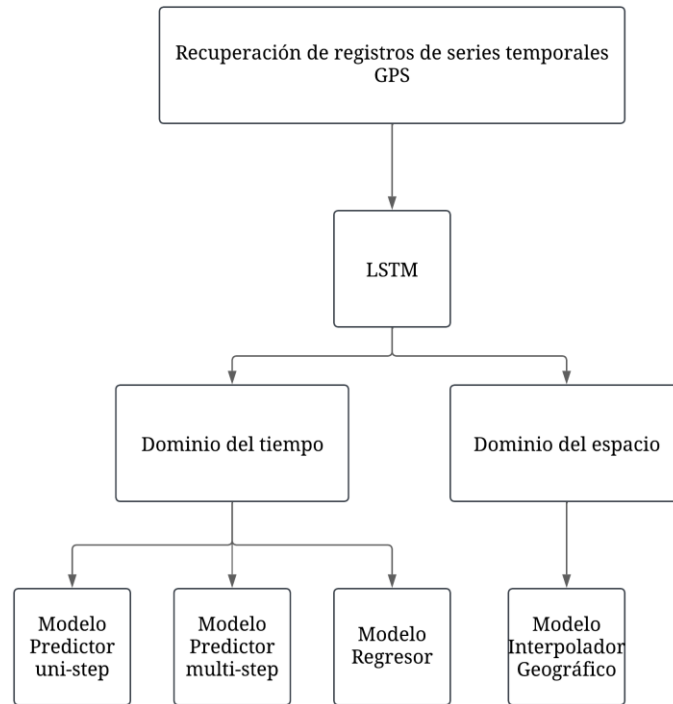 Recuperación de registros de series temporales
GPS
LSTM
Dominio del tiempo
Dominio del espacio
Modelo
Predictor
uni-step
Modelo
Predictor
multi-step
Modelo
Regresor
Modelo
Interpolador
Geográfico